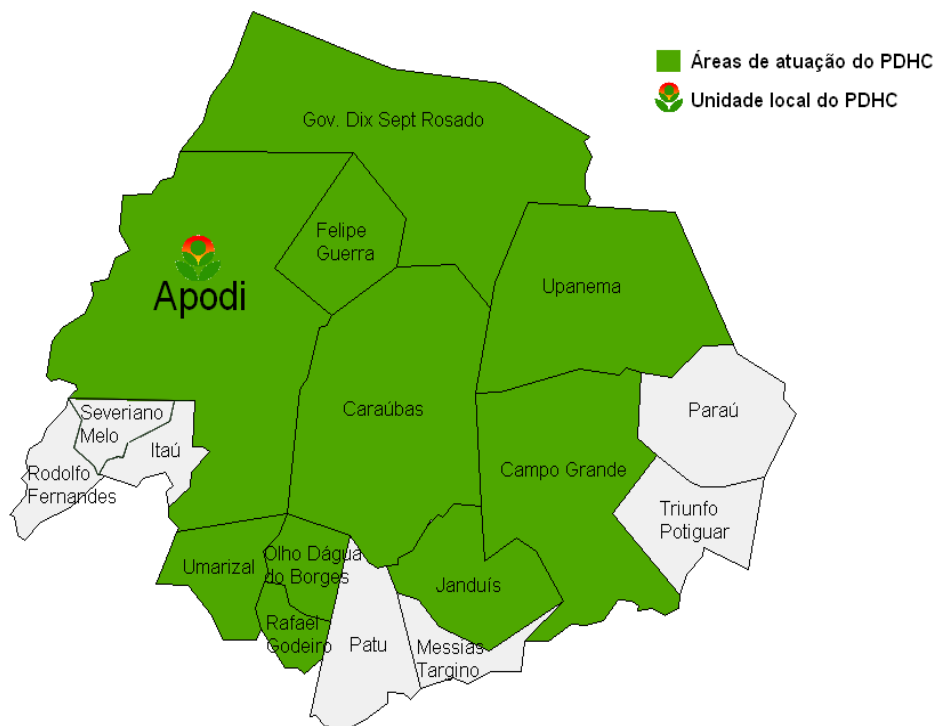 Áreas de atuação do PDHC
Unidade local do PDHC
Gov. Dix Sept Rosado
Felipe
Guerra
Apodi
Upanema
Caraúbas
Paraú
Severiano
Melo
Itaú
Rodolfo
Fernandes
Campo Grande
Triunfo
Potiguar
Umarizal
Olho Dágua
do Borges
Janduís
Rafael
Godeiro
Patu
Messias
Targino